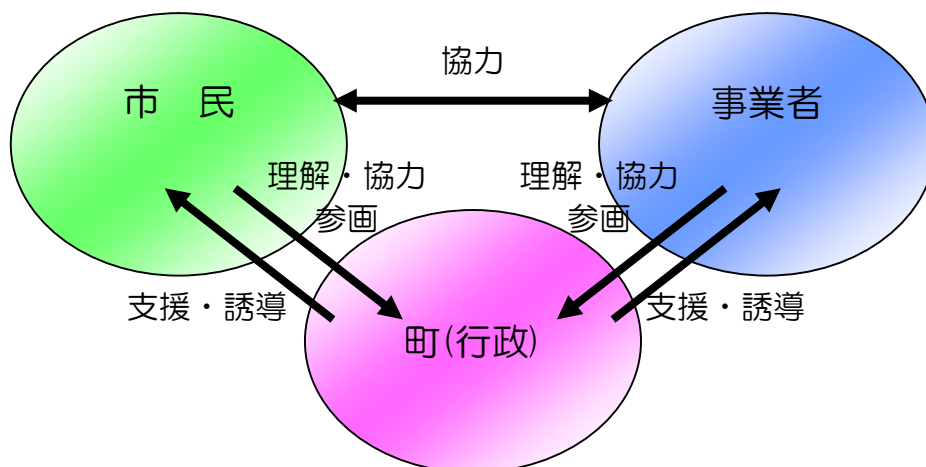 協力
市　民
事業者
理解・協力
参画
理解・協力
参画
支援・誘導
支援・誘導
町(行政)